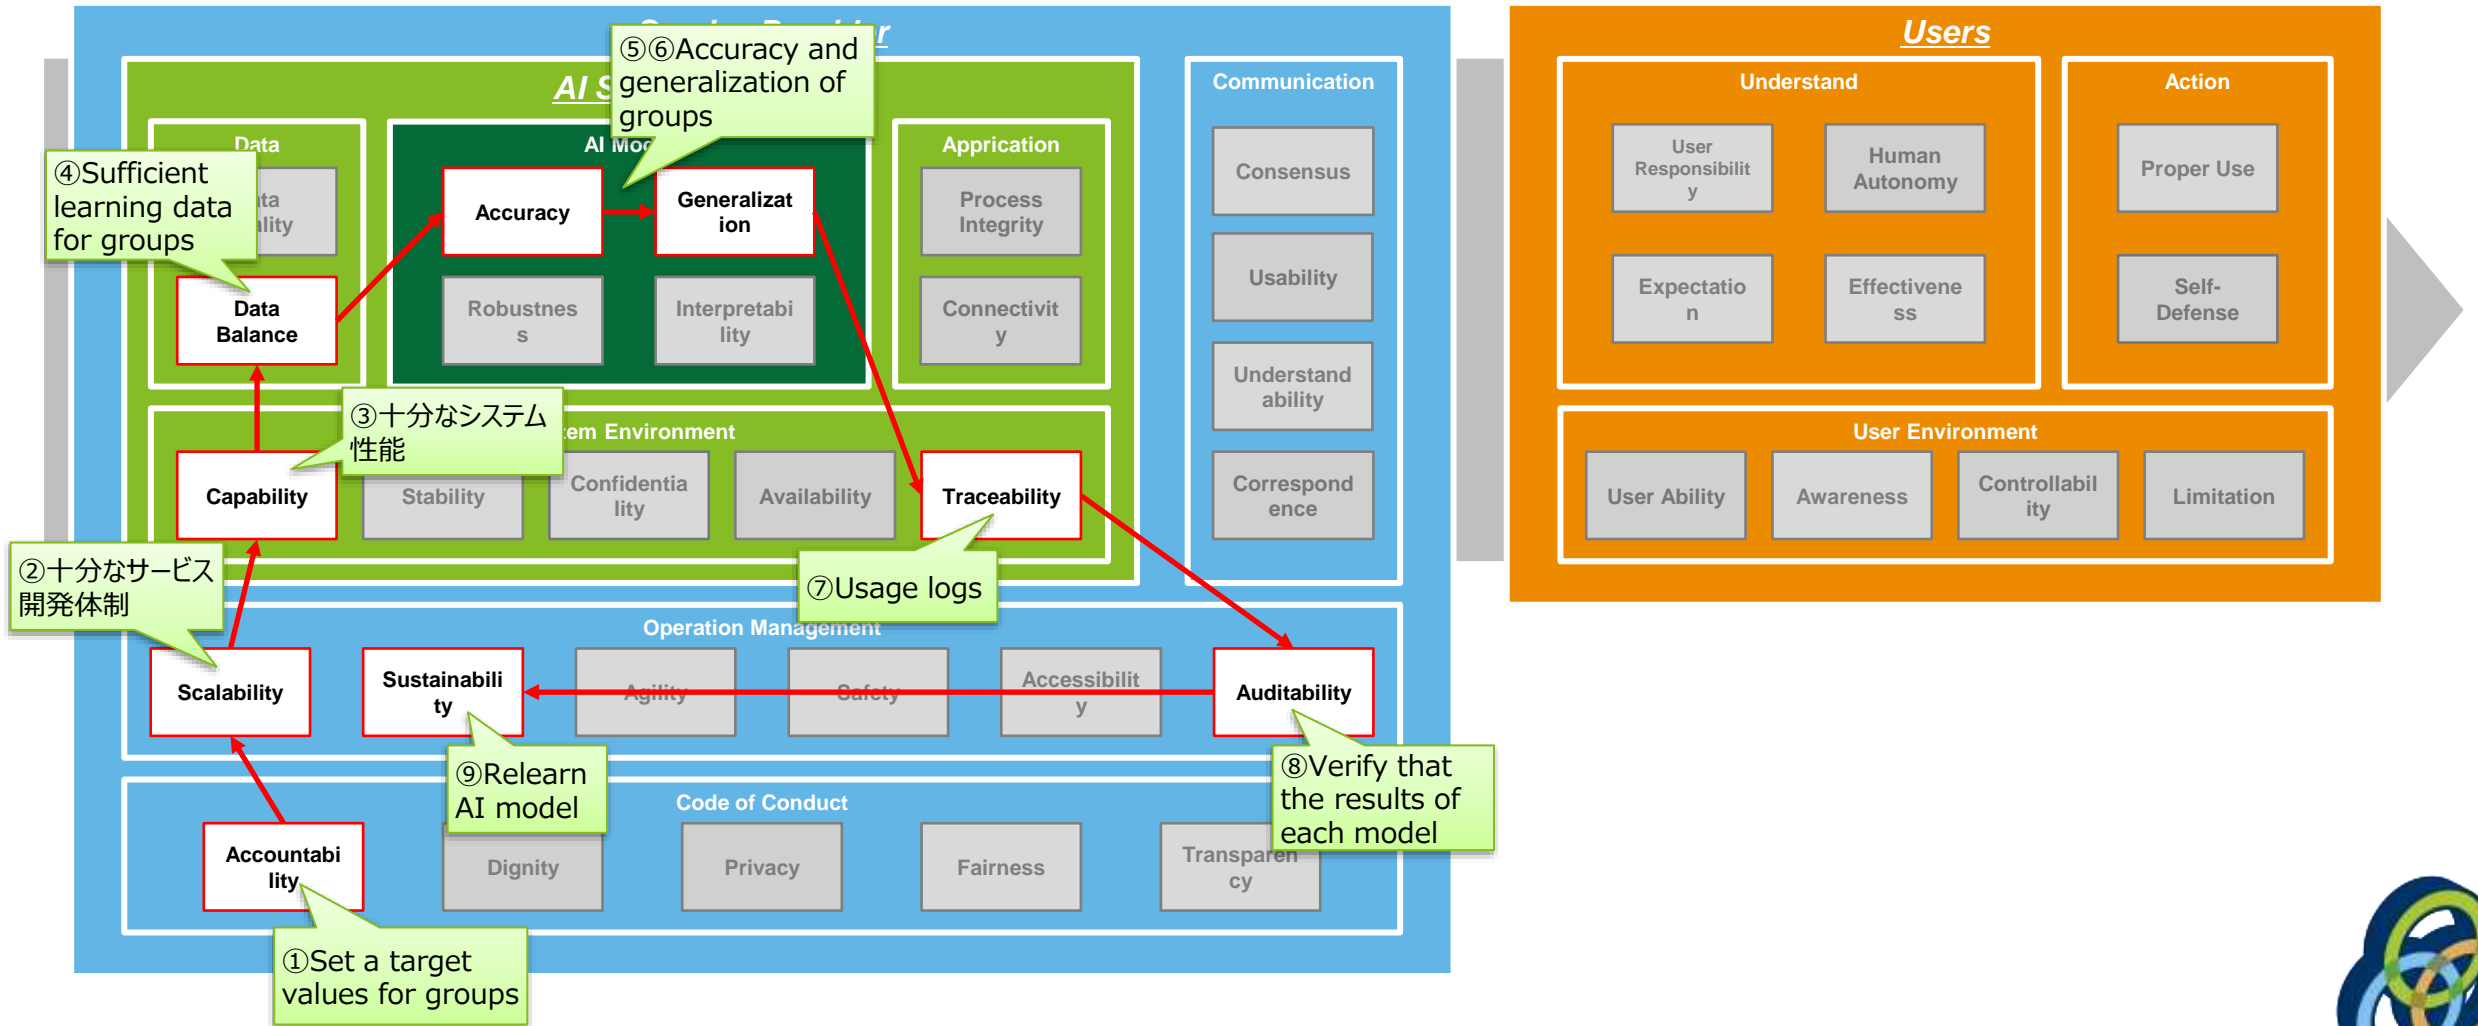 ⑤⑥Accuracy and
generalization of
groups
Users
AI S
Communication
Understand
Action
Data
AI Mod
Apprication
④Sufficient
learning data
for groups
Accuracy
Generalizat
ion
Process
Integrity
Consensus
User
Responsibilit
y
Human
Autonomy
Proper Use
Data
Balance
Robustnes
s
Interpretabi
lity
Connectivit
y
Usability
Expectatio
n
Effectivene
ss
Self-
Defense
Understand
ability
③十分なシステム
性能
tem Environment
User Environment
Capability
Stability
Confidentia
lity
Availability
Traceability
Correspond
ence
User Ability
Awareness
Controllabil
ity
Limitation
②十分なサービス
開発体制
⑦Usage logs
Operation Management
Scalability
Sustainabili
ty
Agility
Safety
Accessibilit
y
Auditability
⑨Relearn
AI model
⑧Verify that
the results of
each model
Code of Conduct
Accountabi
lity
Dignity
Privacy
Fairness
Transparen
cy
①Set a target
values for groups